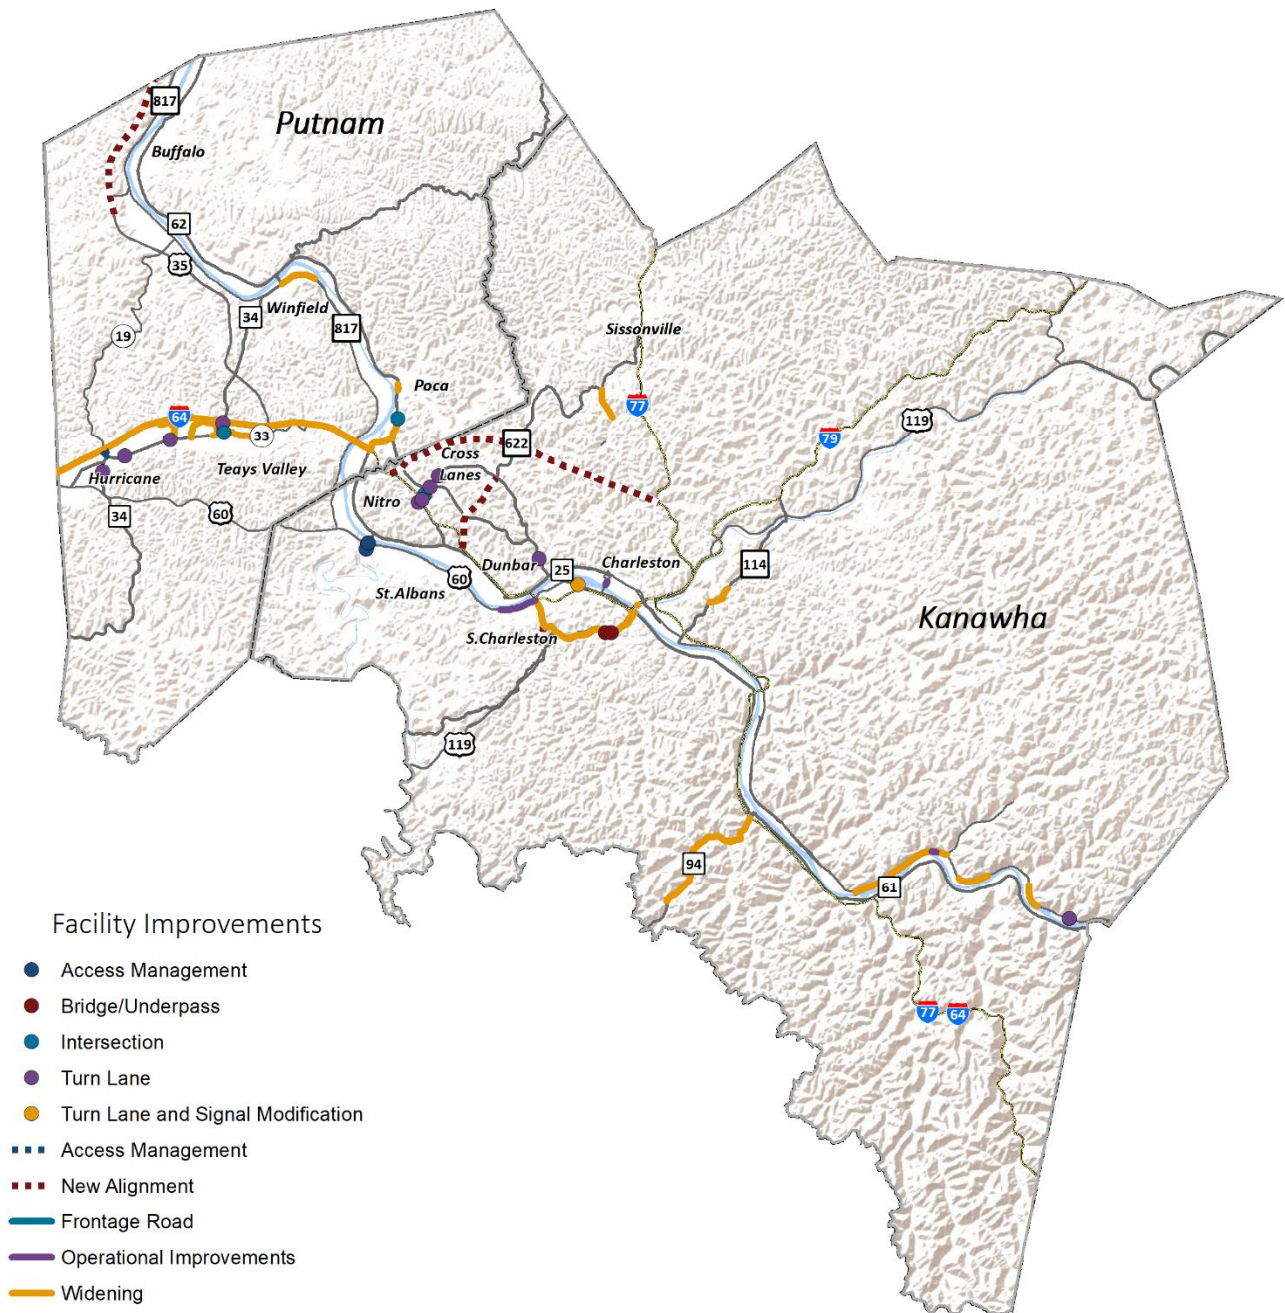 817
Putnam
Buffalo
62
35
Winfield
34
817
19
Sissonville
Poca
77
119
64
79
33
622
Cross
Lanes
Teays Valley
Hurricane
Nitro
34
60
Dunbar
25
Charleston
114
60
St.Albans
Kanawha
S.Charleston
119
94
61
77
64
Facility Improvements
Access Management
Bridge/Underpass
Intersection
Turn Lane
Turn Lane and Signal Modification
Access Management
New Alignment
Frontage Road
Operational Improvements
Widening